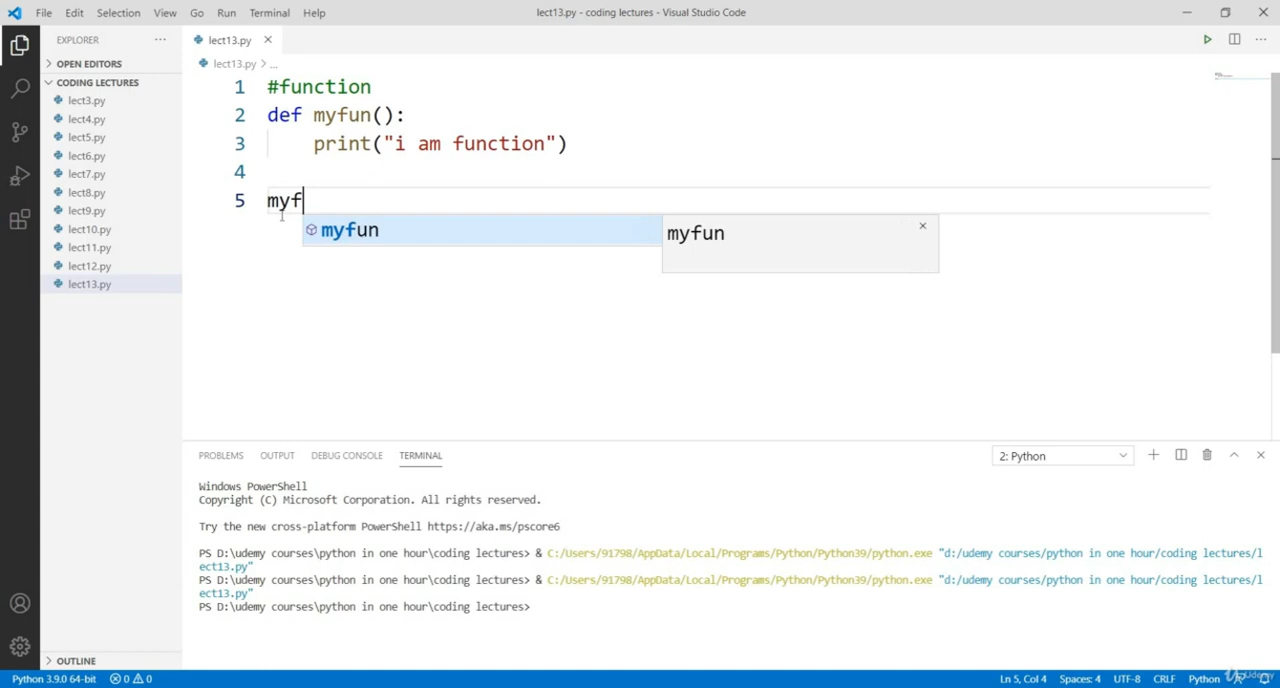 File Edit Selection View Go Run Terminal Help
lect13.py - coding lectures - Visual Studio Code
EXPLORER
OPEN EDITORS
CODING LECTURES
lect3.py
lect4.py
lect5.py
lect6.py
lect7.py
lect8.py
lect9.py
lect10.py
lect11.py
lect12.py
lect13.py
OUTLINE
lect13.py
lect13.py > ...
1 #function
2 def myfun():
3 print("i am function")
4
5 myf
myfun
myfun
PROBLEMS OUTPUT DEBUG CONSOLE TERMINAL
2: Python
Windows PowerShell
Copyright (C) Microsoft Corporation. All rights reserved.
Try the new cross-platform PowerShell https://aka.ms/pscore6
PS D:\udemy courses\python in one hour\coding lectures> & C:/Users/91798/AppData/Local/Programs/Python/Python39/python.exe "d:/udemy courses/python in one hour/coding lectures/l
ect13.py"
PS D:\udemy courses\python in one hour\coding lectures> & C:/Users/91798/AppData/Local/Programs/Python/Python39/python.exe "d:/udemy courses/python in one hour/coding lectures/l
ect13.py"
PS D:\udemy courses\python in one hour\coding lectures>
Python 3.9.0 64-bit 0 0
Ln 5, Col 4 Spaces: 4 UTF-8 CRLF Python
Udemy